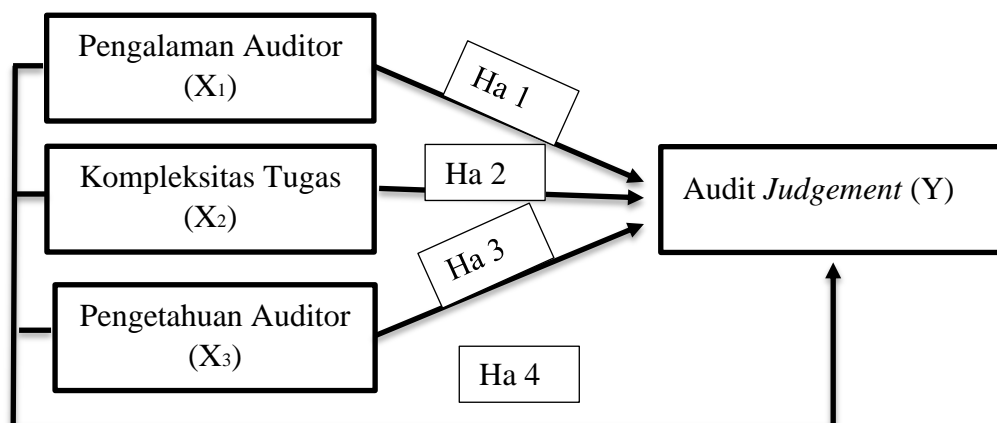 Pengalaman Auditor
(X₁)
Ha 1
Kompleksitas Tugas
(X₂)
Ha 2
Audit Judgement (Y)
Ha 3
Pengetahuan Auditor
(X₃)
Ha 4